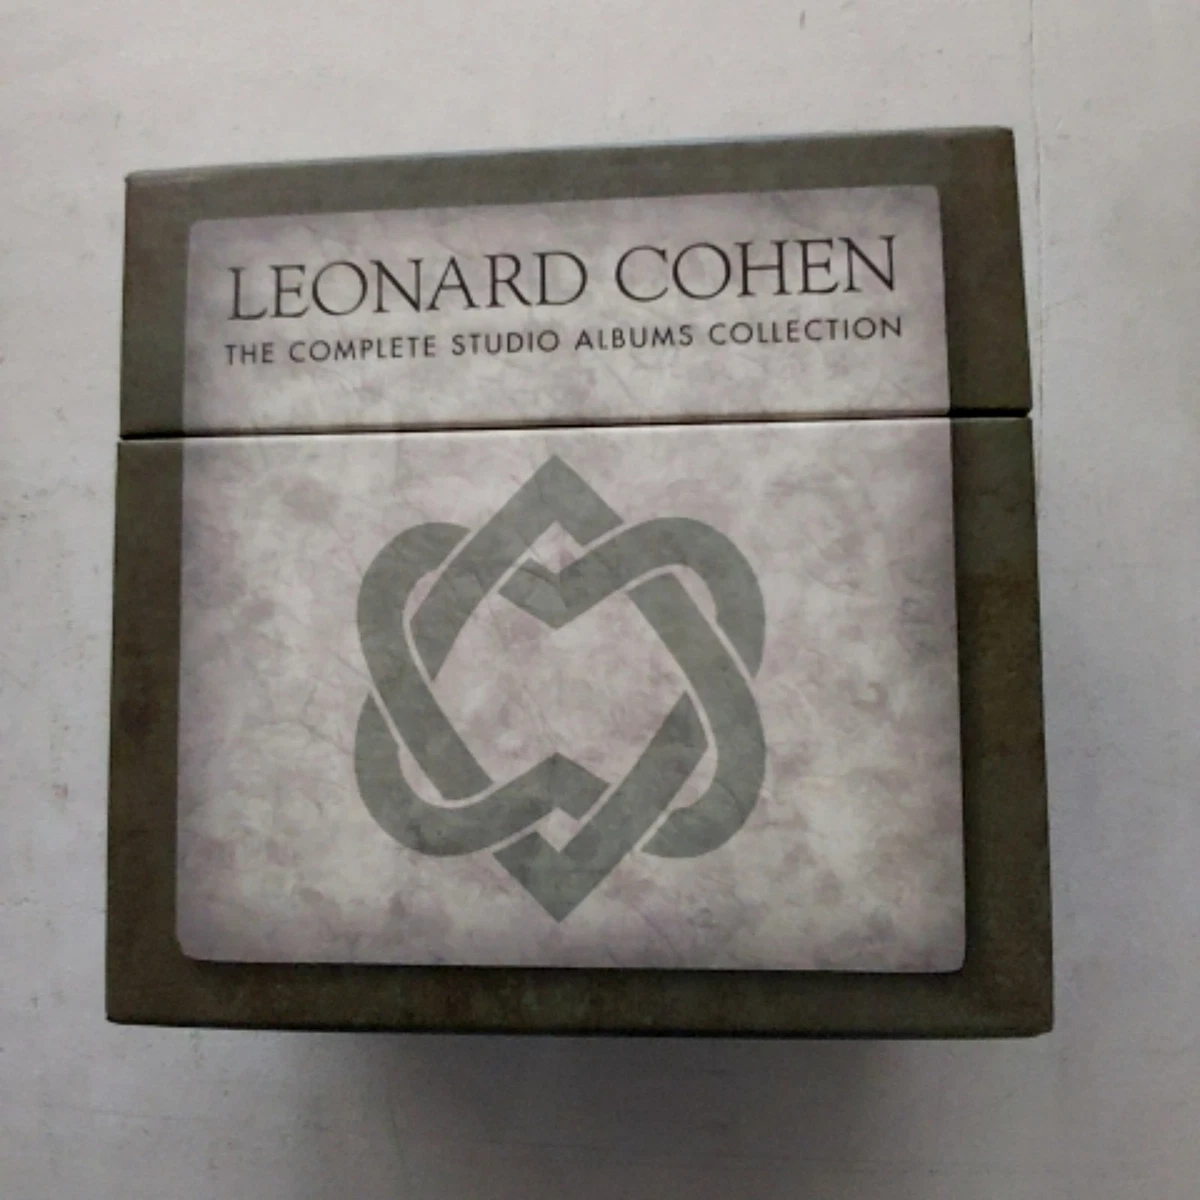 LEONARD COHEN
THE COMPLETE STUDIO ALBUMS COLLECTION